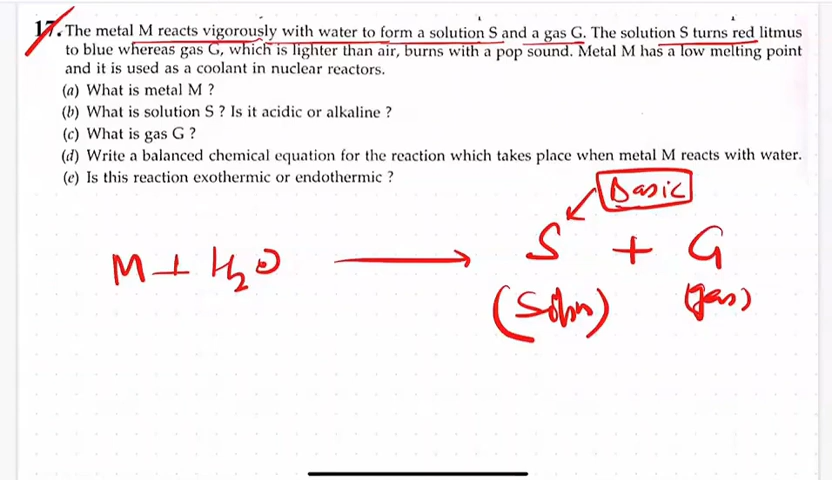 17. The metal M reacts vigorously with water to form a solution S and a gas G. The solution S turns red litmus
to blue whereas gas G, which is lighter than air, burns with a pop sound. Metal M has a low melting point
and it is used as a coolant in nuclear reactors.
(a) What is metal M ?
(b) What is solution S ? Is it acidic or alkaline ?
(c) What is gas G ?
(d) Write a balanced chemical equation for the reaction which takes place when metal M reacts with water.
(e) Is this reaction exothermic or endothermic ?
Basic
M + H₂O → S + G
(Soln) (gas)